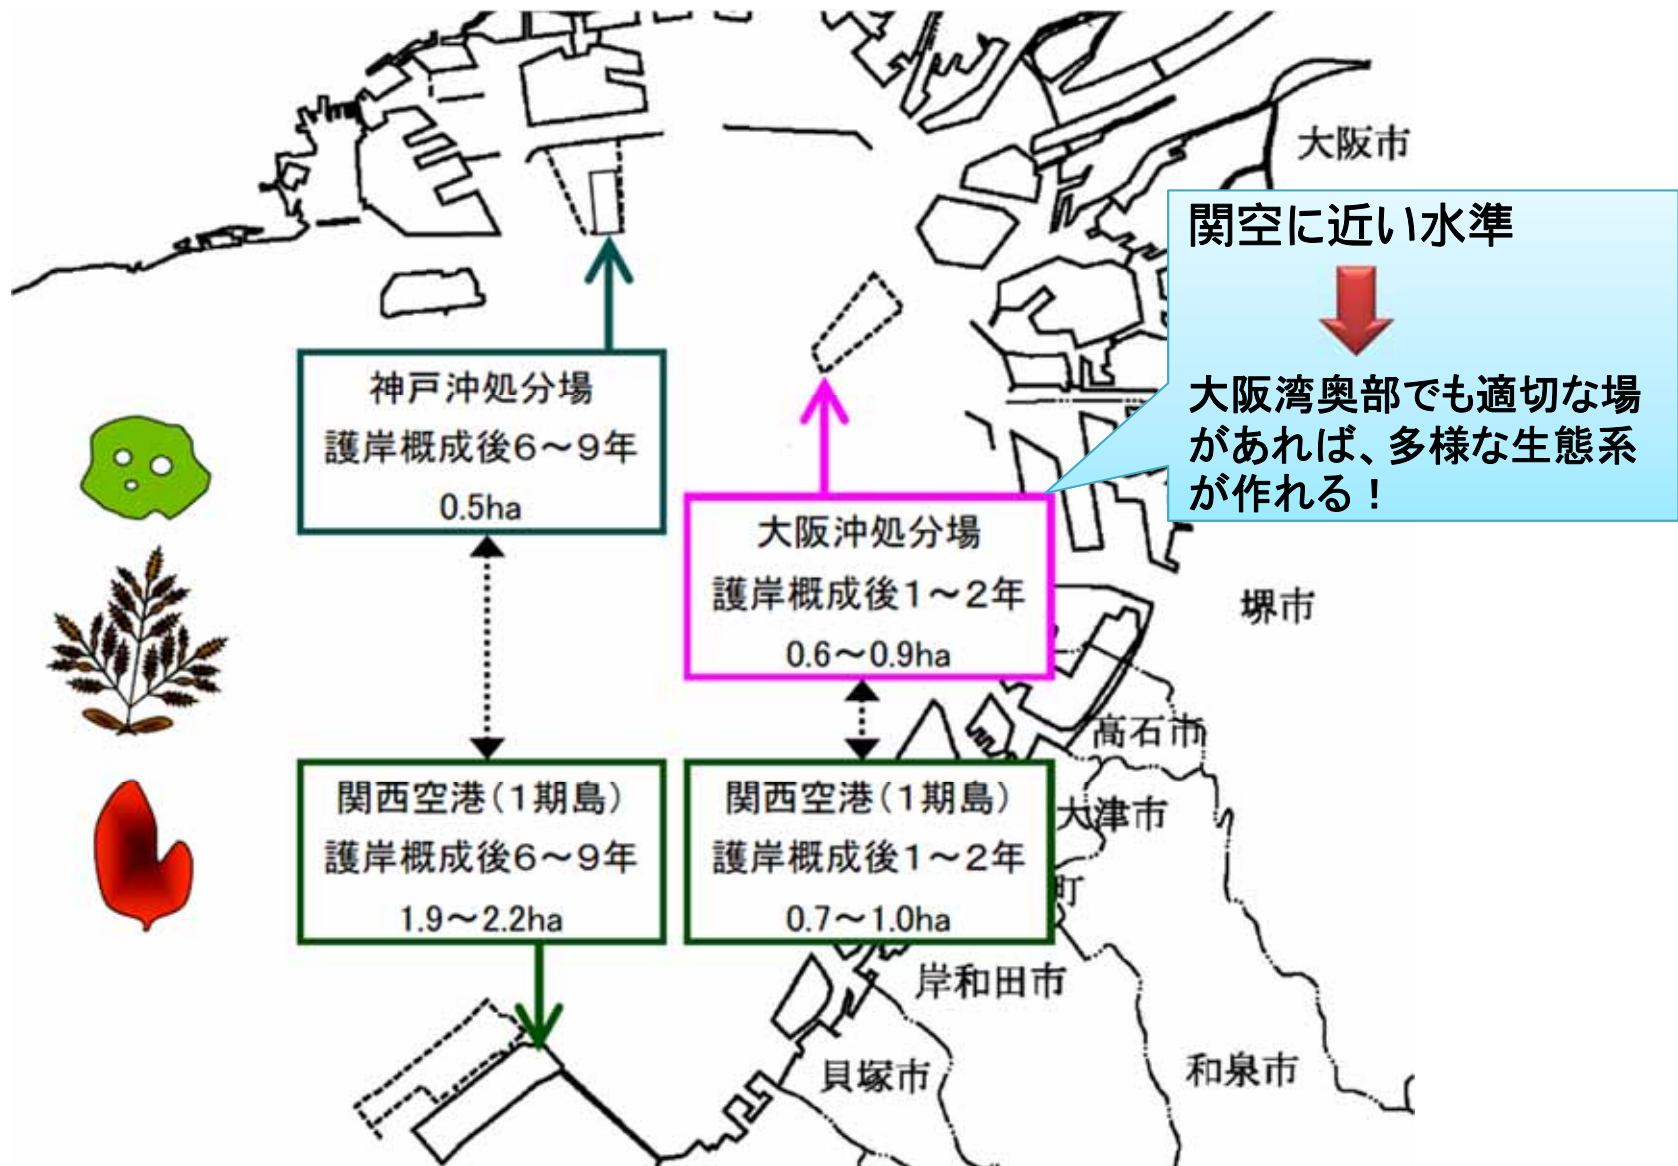 大阪市
関空に近い水準
大阪湾奥部でも適切な場
があれば、多様な生態系
が作れる！
神戸沖処分場
護岸概成後6～9年
0.5ha
大阪沖処分場
護岸概成後1～2年
0.6～0.9ha
堺市
高石市
関西空港（1期島）
護岸概成後6～9年
1.9～2.2ha
関西空港（1期島）
護岸概成後1～2年
0.7～1.0ha
大津市
町
岸和田市
貝塚市
和泉市